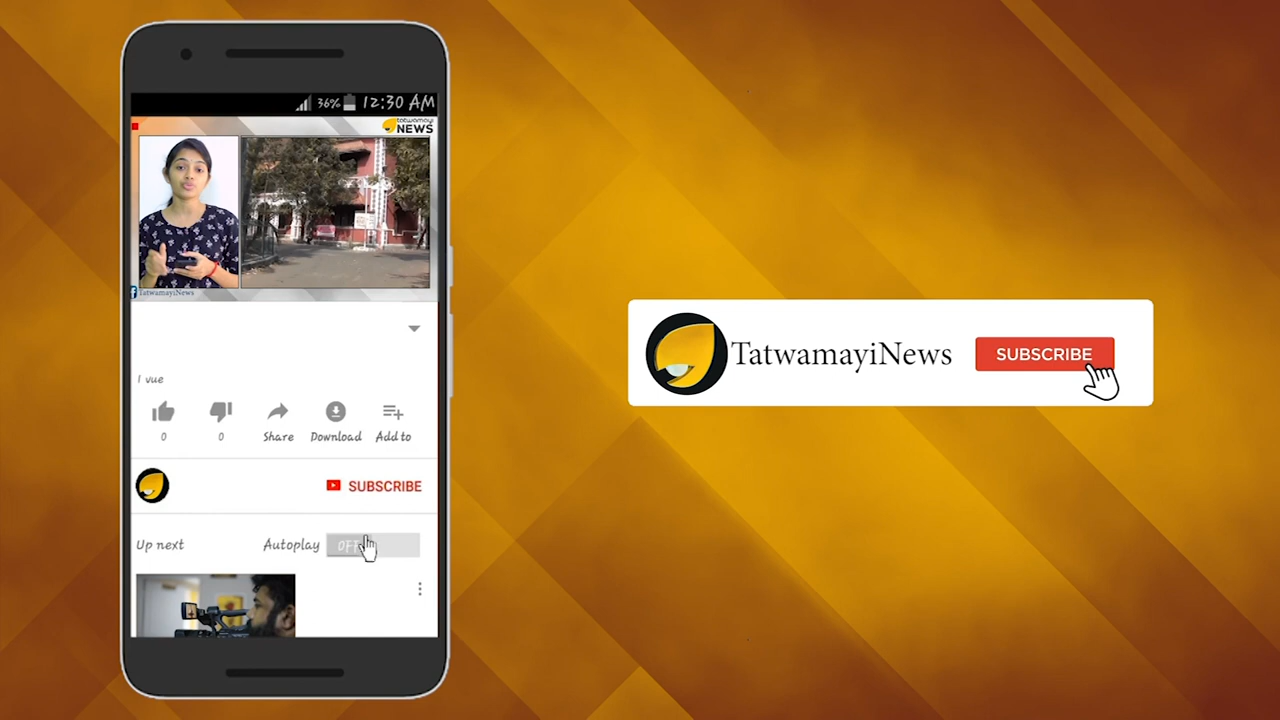 36% 12:30 AM
tatwamayi
NEWS
TatwamayiNews
1 vue
0
0
Share
Download
Add to
SUBSCRIBE
Up next
Autoplay
OFF
TatwamayiNews
SUBSCRIBE